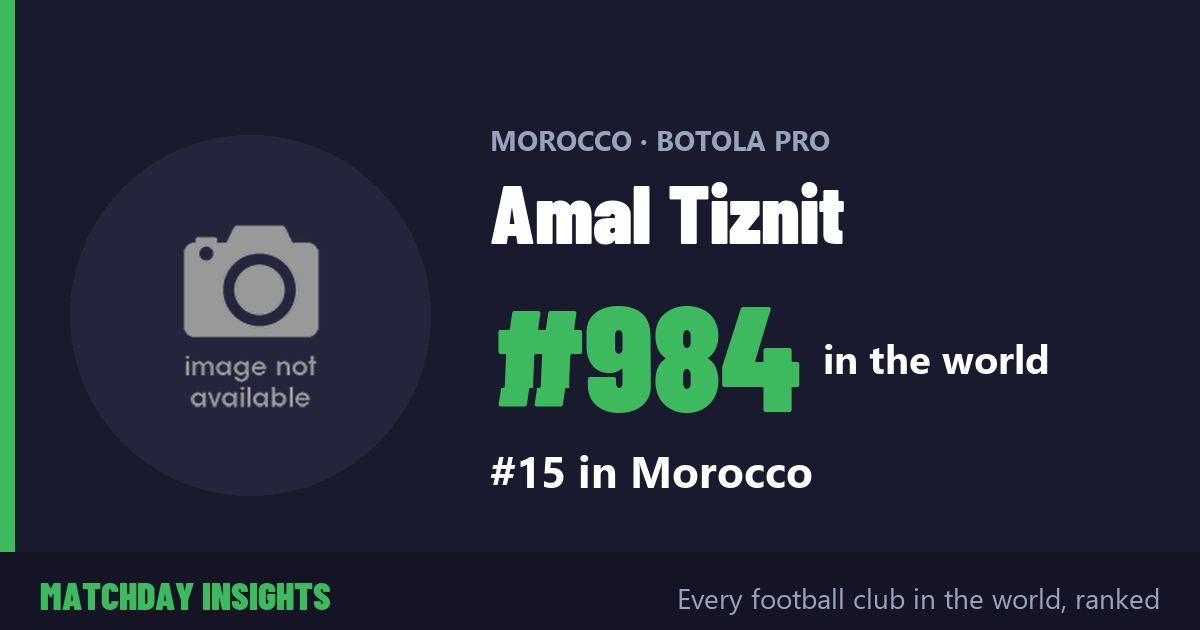 MOROCCO · BOTOLA PRO
Amal Tiznit
#984 in the world
#15 in Morocco
image not
available
MATCHDAY INSIGHTS
Every football club in the world, ranked